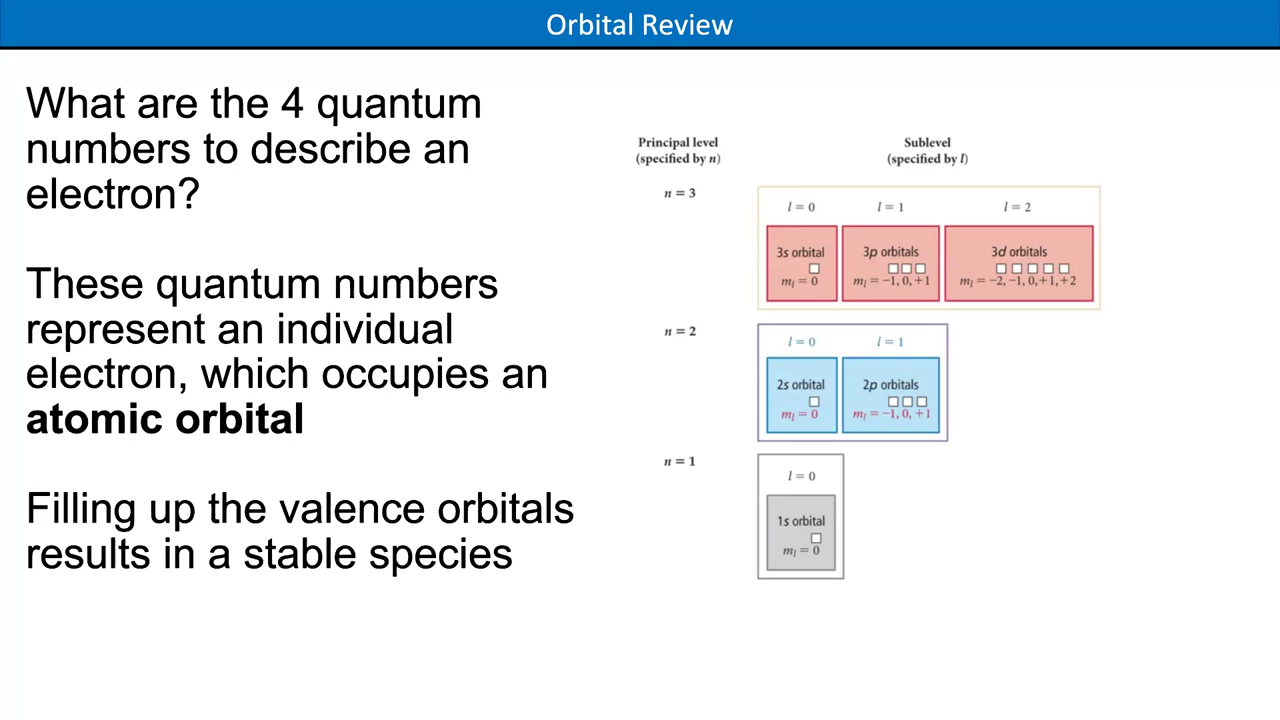 Orbital Review
What are the 4 quantum
numbers to describe an
electron?
These quantum numbers
represent an individual
electron, which occupies an
atomic orbital
Filling up the valence orbitals
results in a stable species
Principal level
(specified by n)
Sublevel
(specified by l)
n = 3
l = 0
l = 1
l = 2
3s orbital
mₗ = 0
3p orbitals
mₗ = −1, 0, +1
3d orbitals
mₗ = −2, −1, 0, +1, +2
n = 2
l = 0
l = 1
2s orbital
mₗ = 0
2p orbitals
mₗ = −1, 0, +1
n = 1
l = 0
1s orbital
mₗ = 0